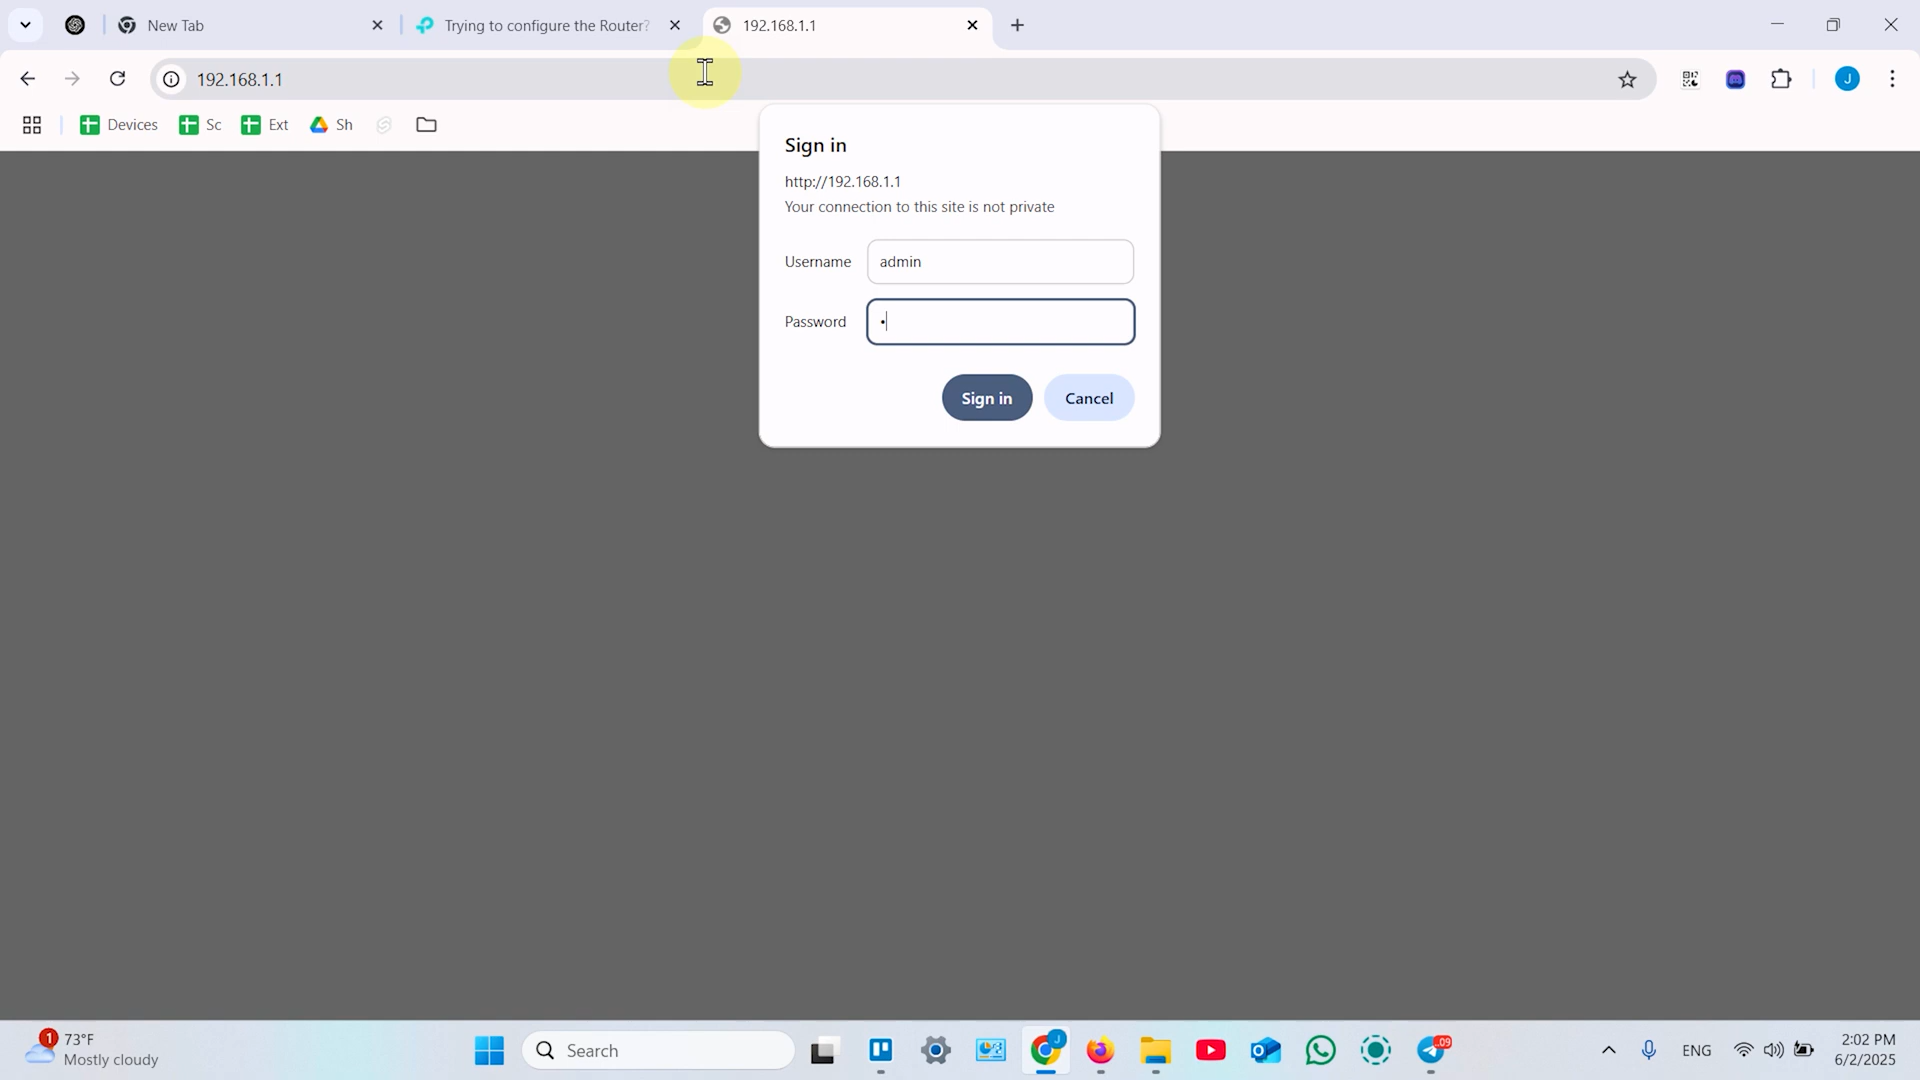 New Tab
Trying to configure the Router?
192.168.1.1
192.168.1.1
J
Devices
Sc
Ext
Sh
Sign in
http://192.168.1.1
Your connection to this site is not private
Username
admin
Password
•
Sign in
Cancel
1
73°F
Mostly cloudy
Search
J
.09
ENG
2:02 PM
6/2/2025